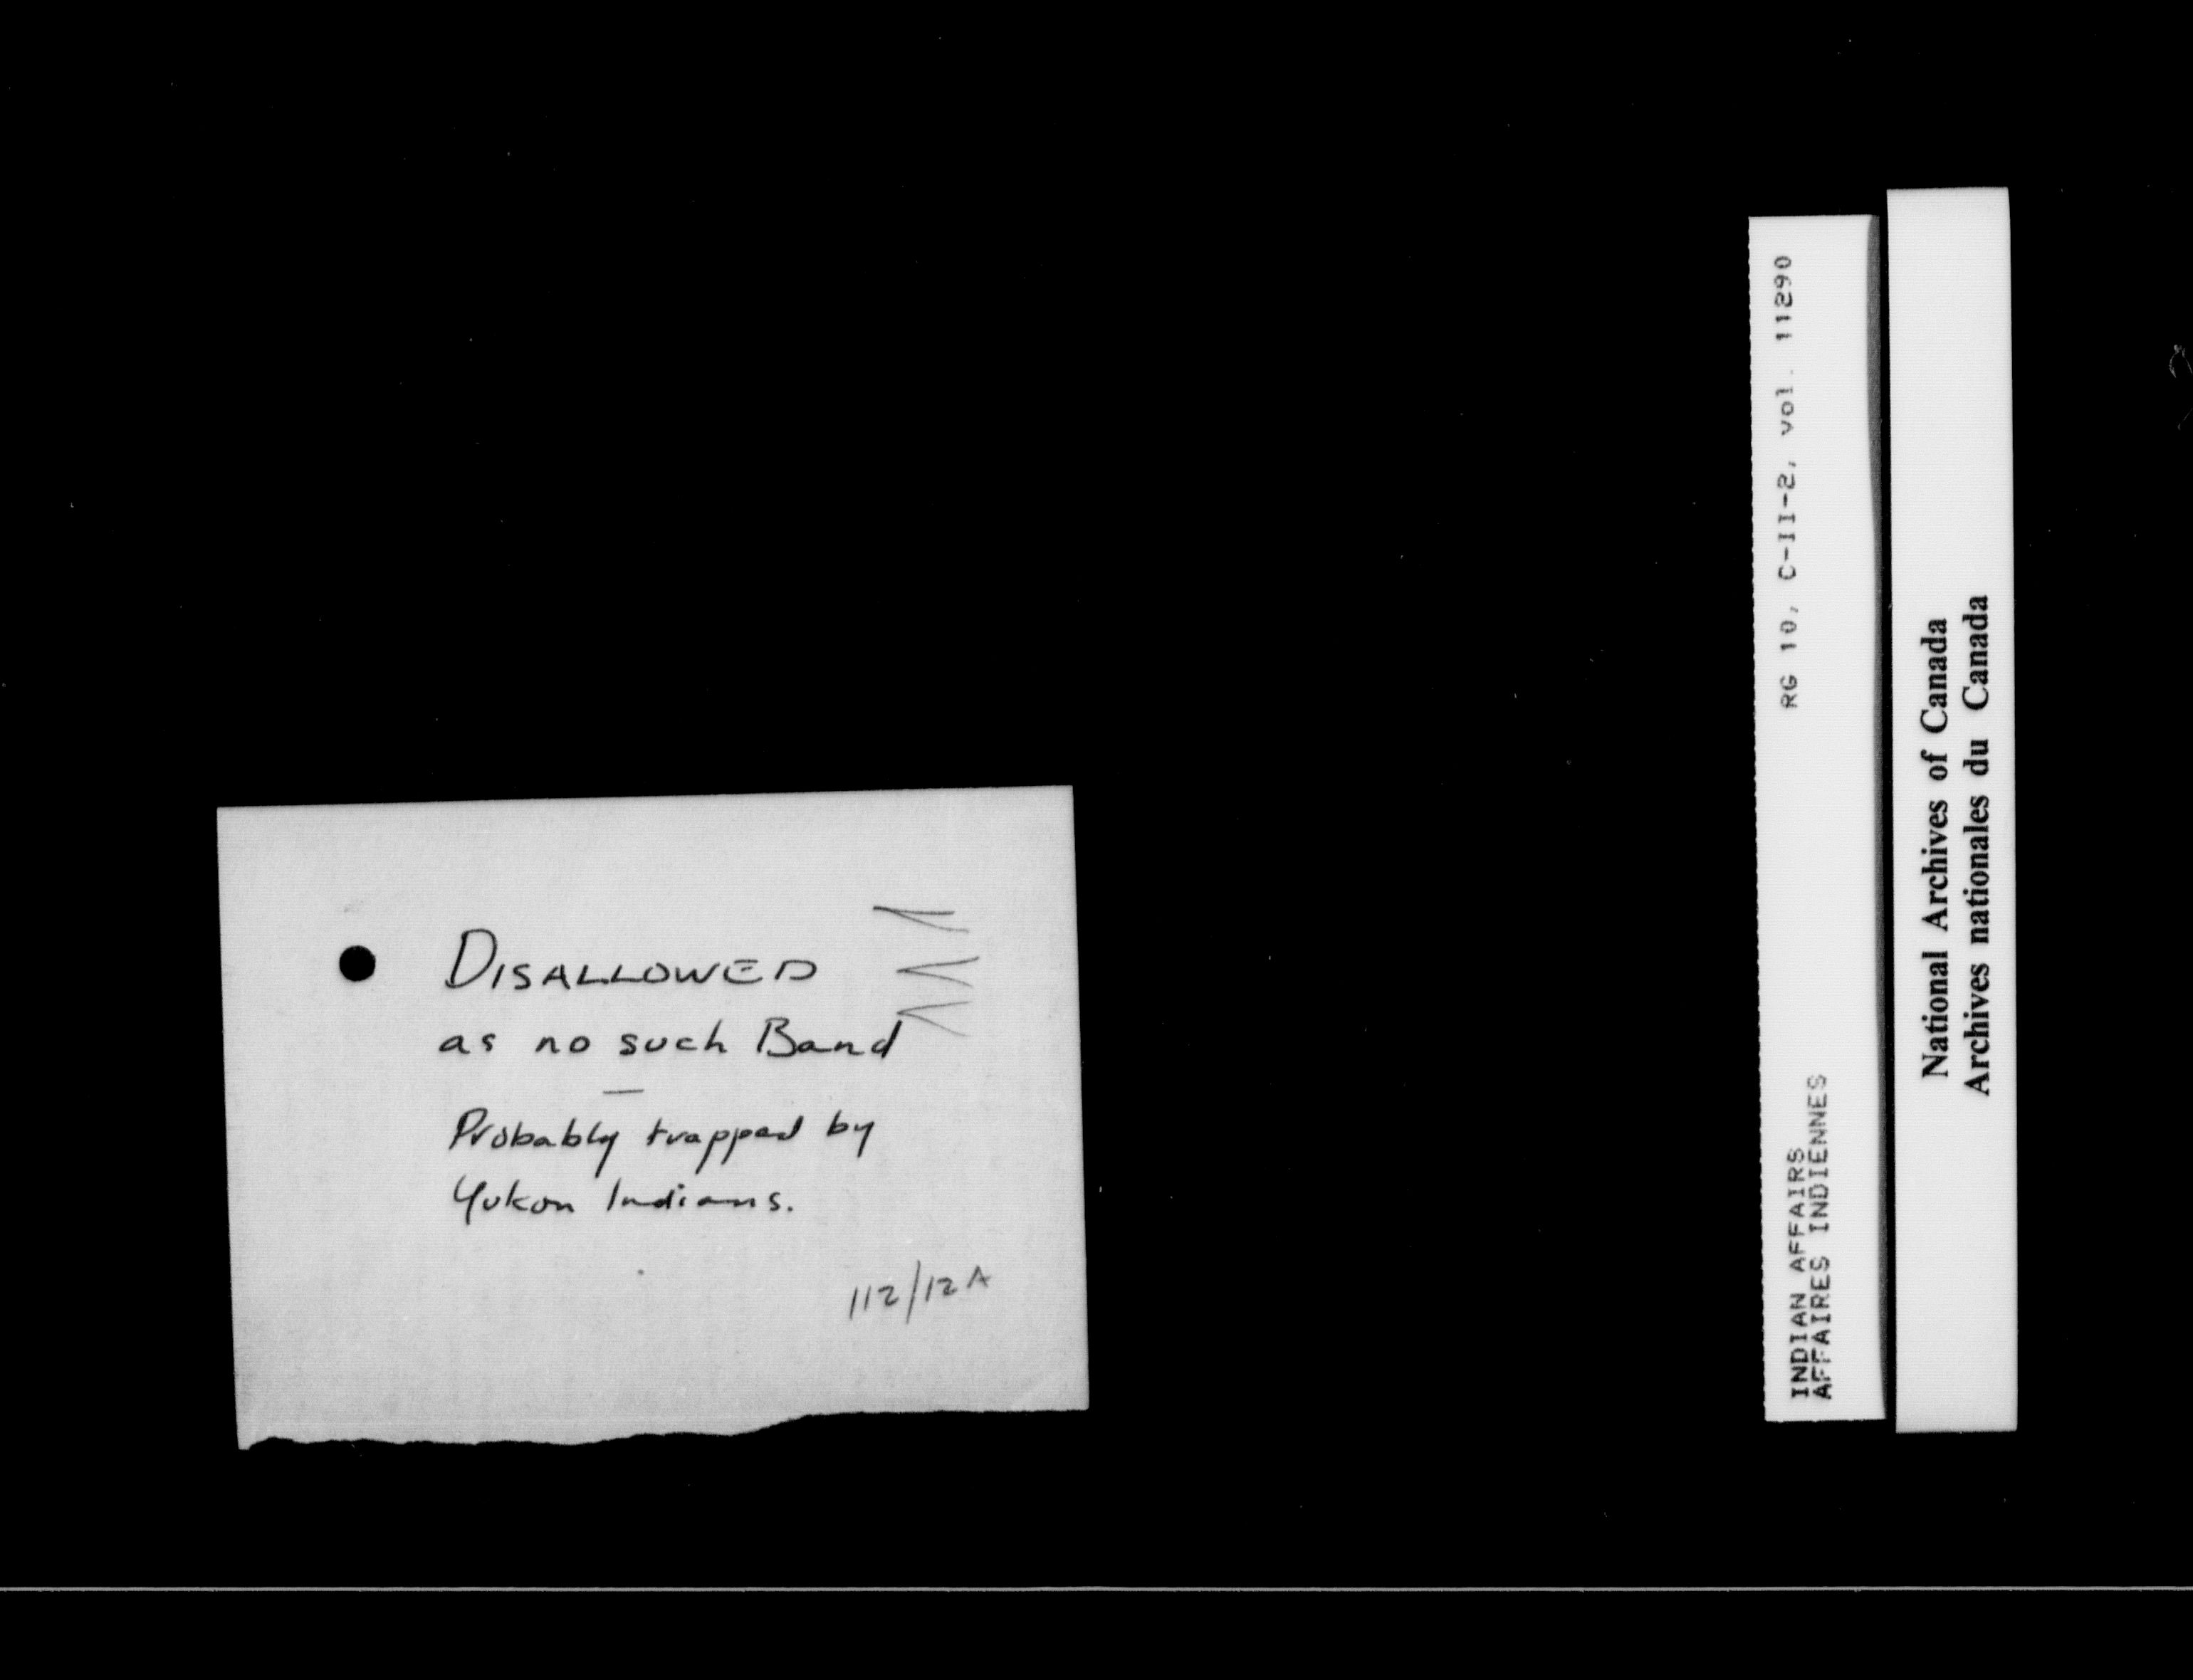 DISALLOWED
as no such Band
—
Probably trapped by
Yukon Indians.
112/12A
RG 10, C-II-2, vol. 11290
INDIAN AFFAIRS
AFFAIRES INDIENNES
National Archives of Canada
Archives nationales du Canada